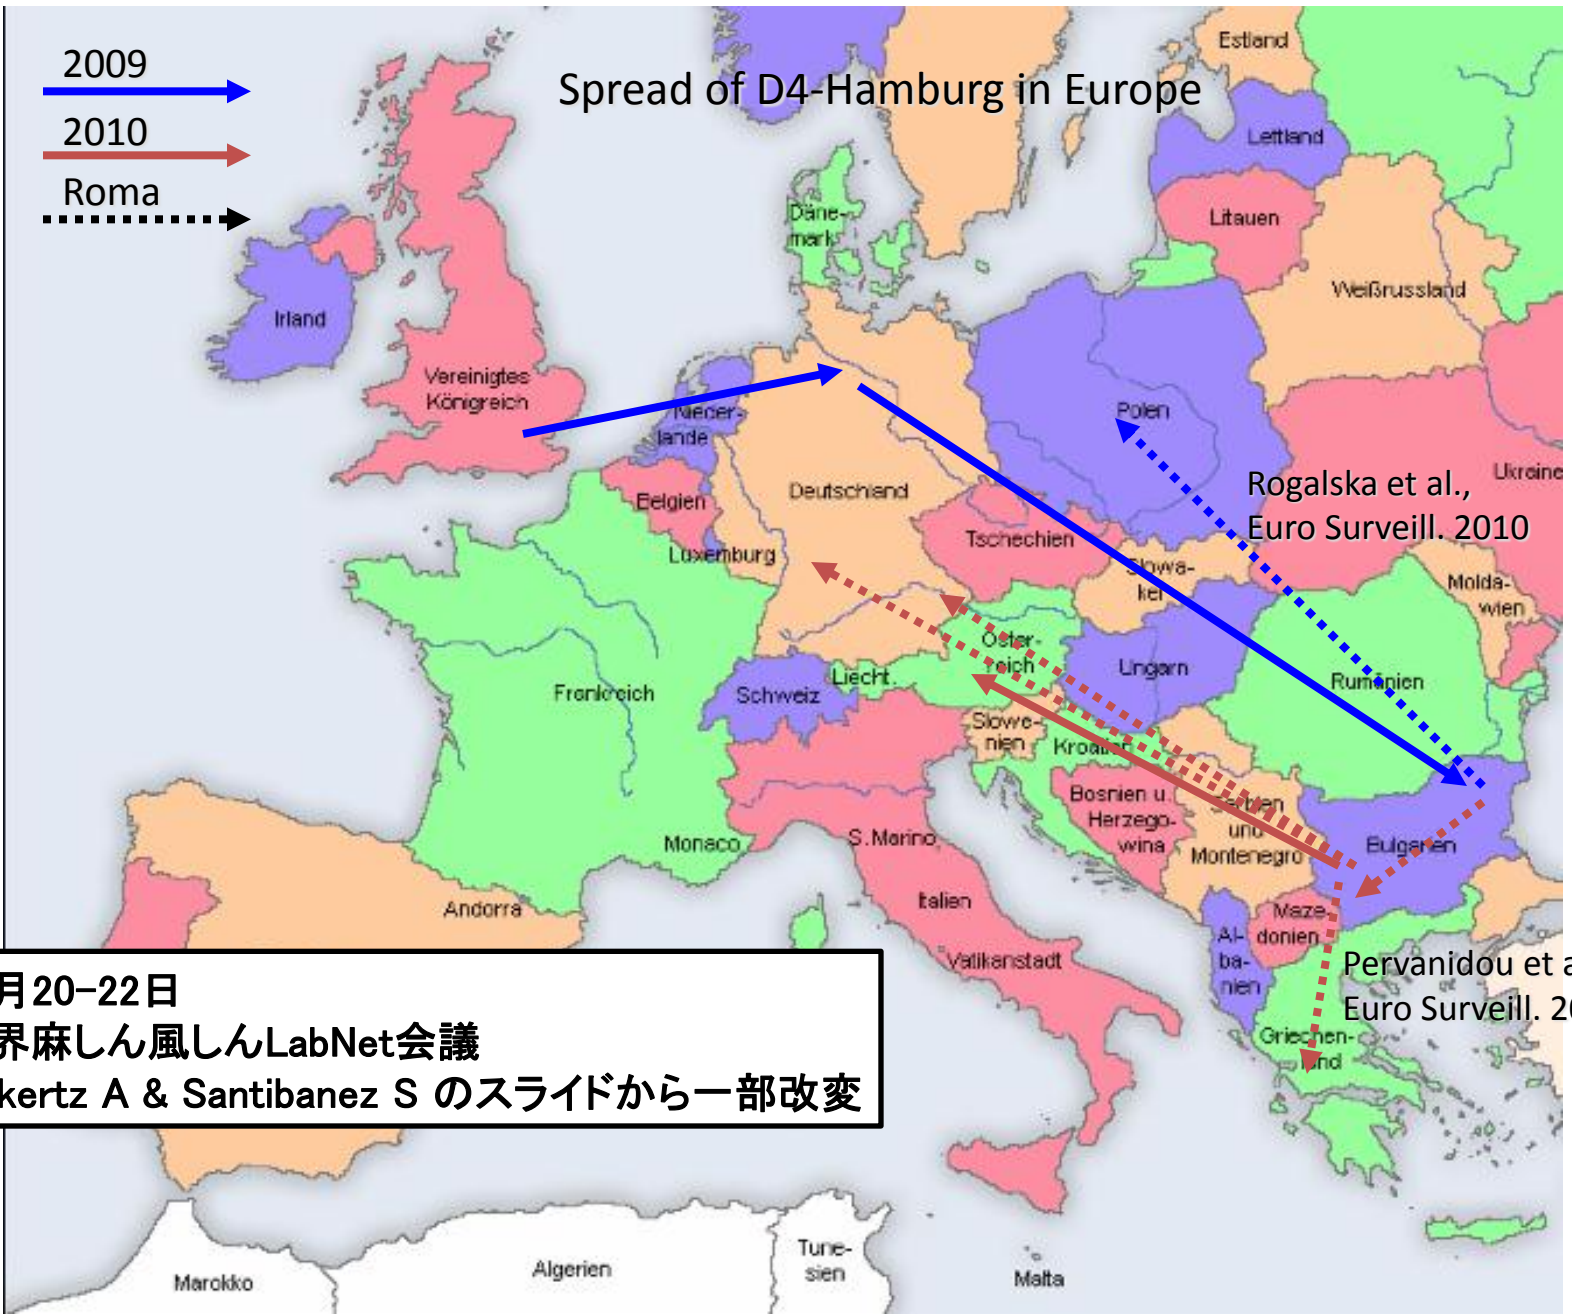 2009
Spread of D4-Hamburg in Europe
2010
Roma
Estland
Lettland
Litauen
Däne-
mark
Weißrussland
Irland
Vereinigtes
Königreich
Nieder-
lande
Polen
Ukraine
Rogalska et al.,
Euro Surveill. 2010
Belgien
Deutschland
Luxemburg
Tschechien
Slowa-
kei
Molda-
wien
Öster-
reich
Liecht.
Ungarn
Rumänien
Frankreich
Schweiz
Slowe-
nien
Kroatien
Bosnien u.
Herzego-
wina
Serbien
und
Montenegro
Bulgarien
Monaco
S.Marino
Italien
Andorra
Maze-
donien
Al-
ba-
nien
Vatikanstadt
Pervanidou et a
Euro Surveill. 20
Griechen-
land
月20-22日
界麻しん風しんLabNet会議
kertz A & Santibanez S のスライドから一部改変
Marokko
Algerien
Tune-
sien
Malta